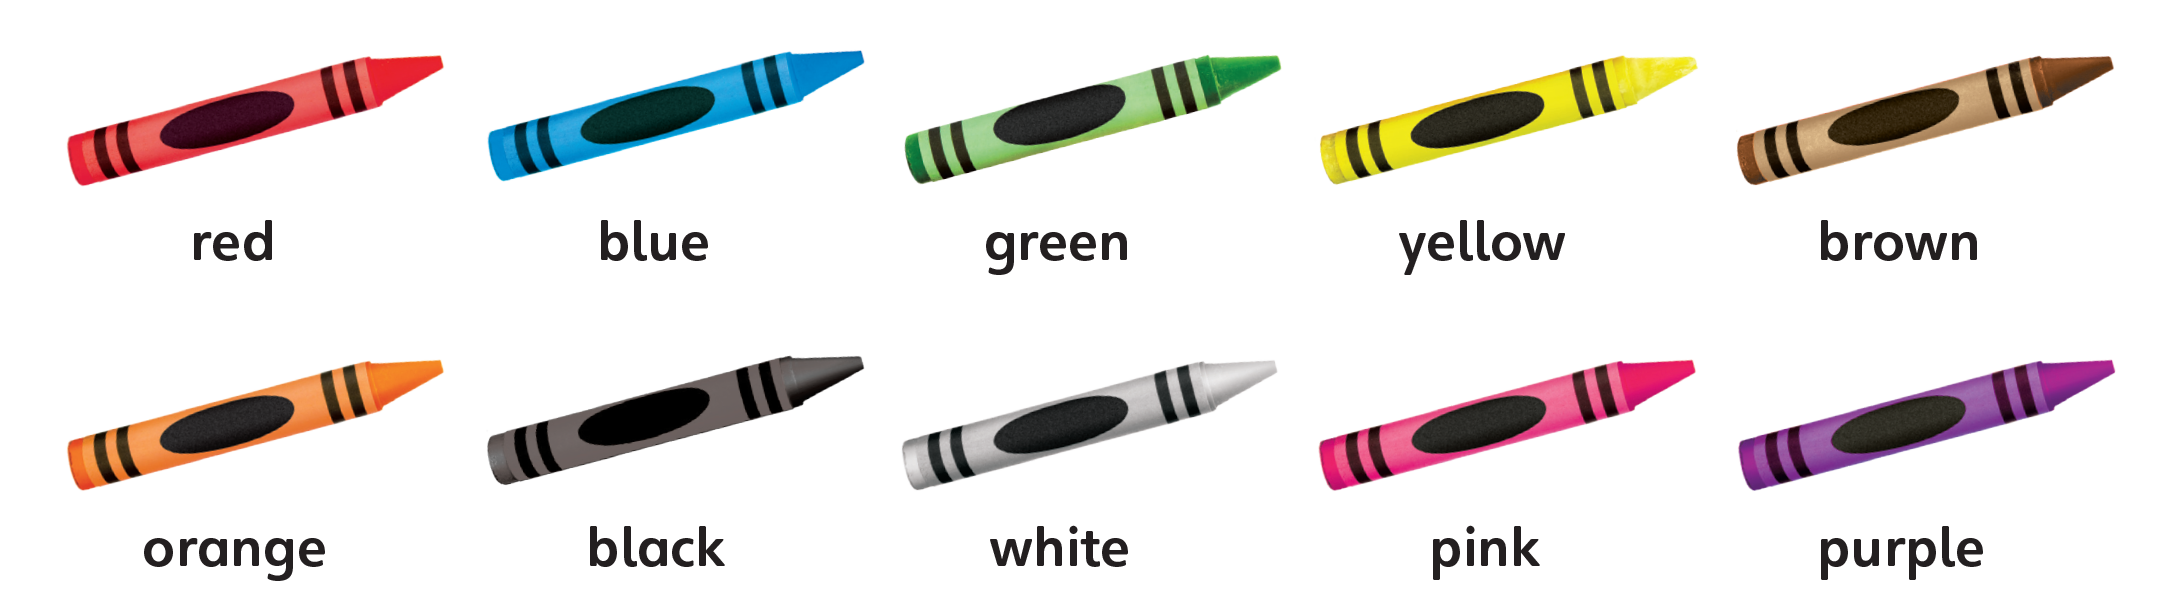 red blue green yellow brown
orange black white pink purple